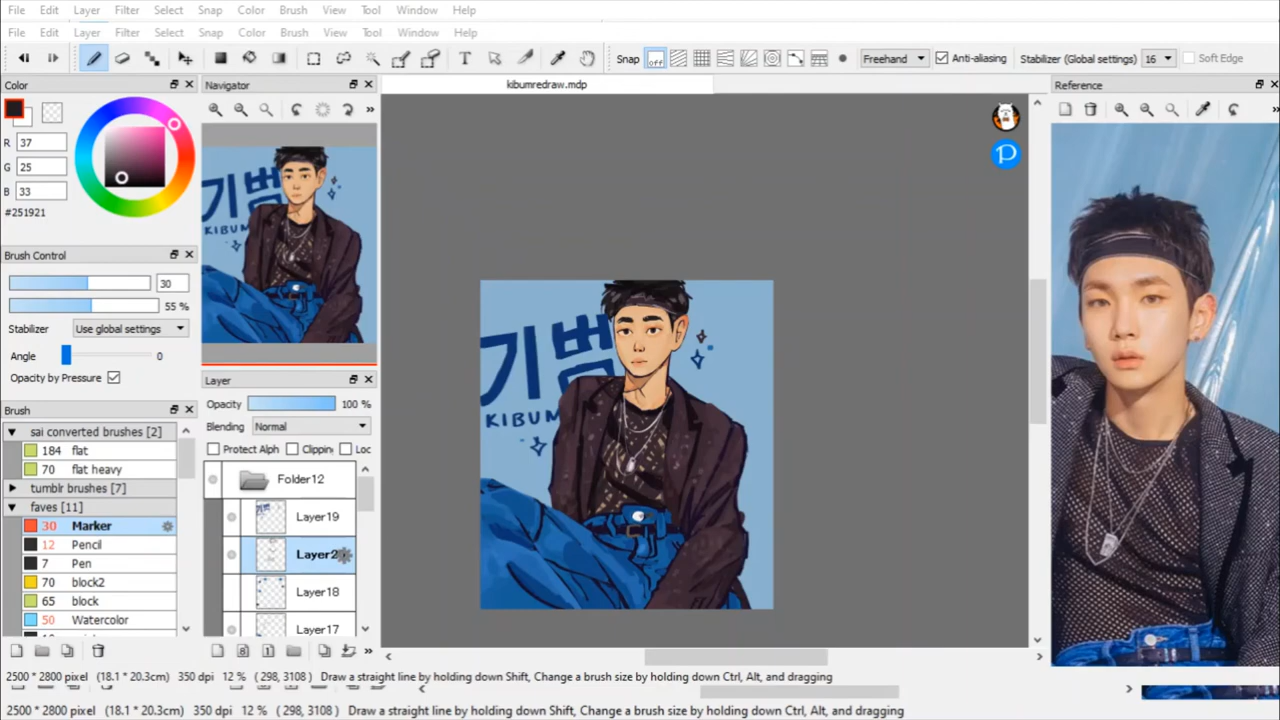 File Edit Layer Filter Select Snap Color Brush View Tool Window Help
File Edit Layer Filter Select Snap Color Brush View Tool Window Help
Snap off Freehand Anti-aliasing Stabilizer (Global settings) 16 Soft Edge
Color
R 37
G 25
B 33
#251921
Brush Control
30
55 %
Stabilizer Use global settings
Angle 0
Opacity by Pressure
Brush
sai converted brushes [2]
184 flat
70 flat heavy
tumblr brushes [7]
faves [11]
30 Marker
12 Pencil
7 Pen
70 block2
65 block
50 Watercolor
Navigator
기범
KIBUM
Layer
Opacity 100 %
Blending Normal
Protect Alph Clippin Loc
Folder12
Layer19
Layer2
Layer18
Layer17
kibumredraw.mdp
기범
KIBUM
Reference
2500 * 2800 pixel (18.1 * 20.3cm) 350 dpi 12 % ( 298, 3108 ) Draw a straight line by holding down Shift, Change a brush size by holding down Ctrl, Alt, and dragging
2500 * 2800 pixel (18.1 * 20.3cm) 350 dpi 12 % ( 298, 3108 ) Draw a straight line by holding down Shift, Change a brush size by holding down Ctrl, Alt, and dragging